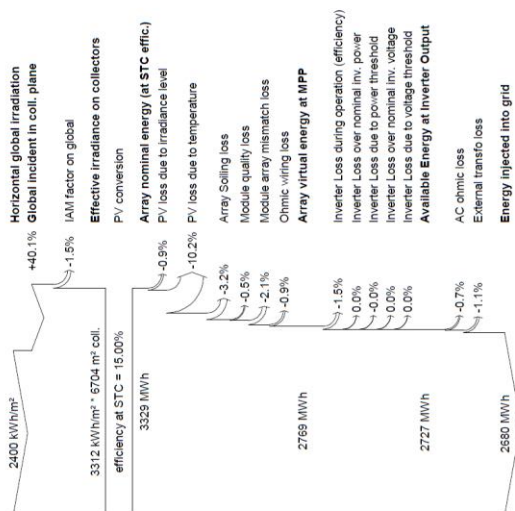 Horizontal global irradiation
2400 kWh/m²
+40.1% Global incident in coll. plane
-1.5% IAM factor on global
Effective irradiance on collectors
3312 kWh/m² * 6704 m² coll.
PV conversion
efficiency at STC = 15.00%
Array nominal energy (at STC effic.)
3329 MWh
-0.9% PV loss due to irradiance level
-10.2% PV loss due to temperature
-3.2% Array Soiling loss
-0.5% Module quality loss
-2.1% Module array mismatch loss
-0.9% Ohmic wiring loss
Array virtual energy at MPP
2769 MWh
-1.5% Inverter Loss during operation (efficiency)
0.0% Inverter Loss over nominal inv. power
-0.0% Inverter Loss due to power threshold
0.0% Inverter Loss over nominal inv. voltage
0.0% Inverter Loss due to voltage threshold
Available Energy at Inverter Output
2727 MWh
-0.7% AC ohmic loss
-1.1% External transfo loss
Energy injected into grid
2680 MWh